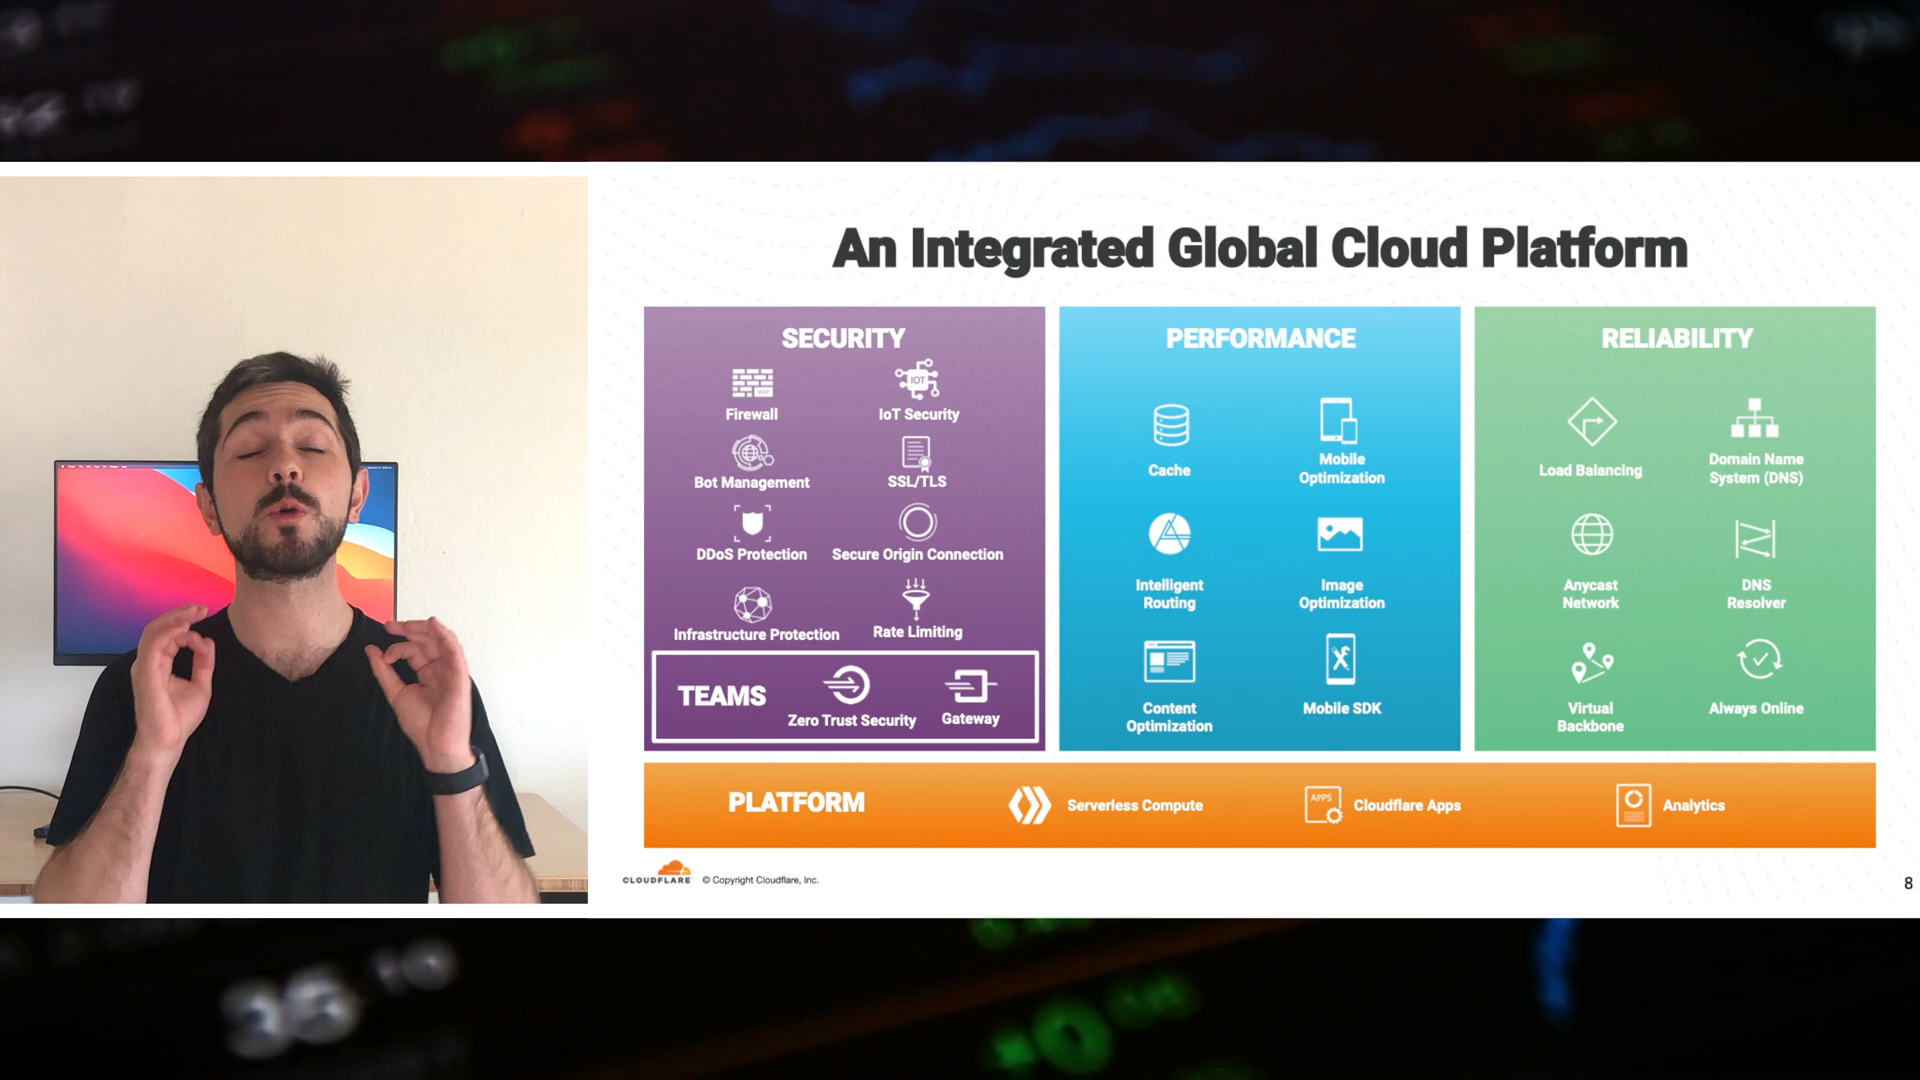 An Integrated Global Cloud Platform
SECURITY
WAF
Firewall
IOT
IoT Security
Bot Management
SSL/TLS
DDoS Protection
Secure Origin Connection
Infrastructure Protection
Rate Limiting
TEAMS
Zero Trust Security
Gateway
PERFORMANCE
Cache
Mobile
Optimization
Intelligent
Routing
Image
Optimization
Content
Optimization
Mobile SDK
RELIABILITY
Load Balancing
Domain Name
System (DNS)
Anycast
Network
DNS
Resolver
Virtual
Backbone
Always Online
PLATFORM
Serverless Compute
APPS
Cloudflare Apps
Analytics
CLOUDFLARE
© Copyright Cloudflare, Inc.
8